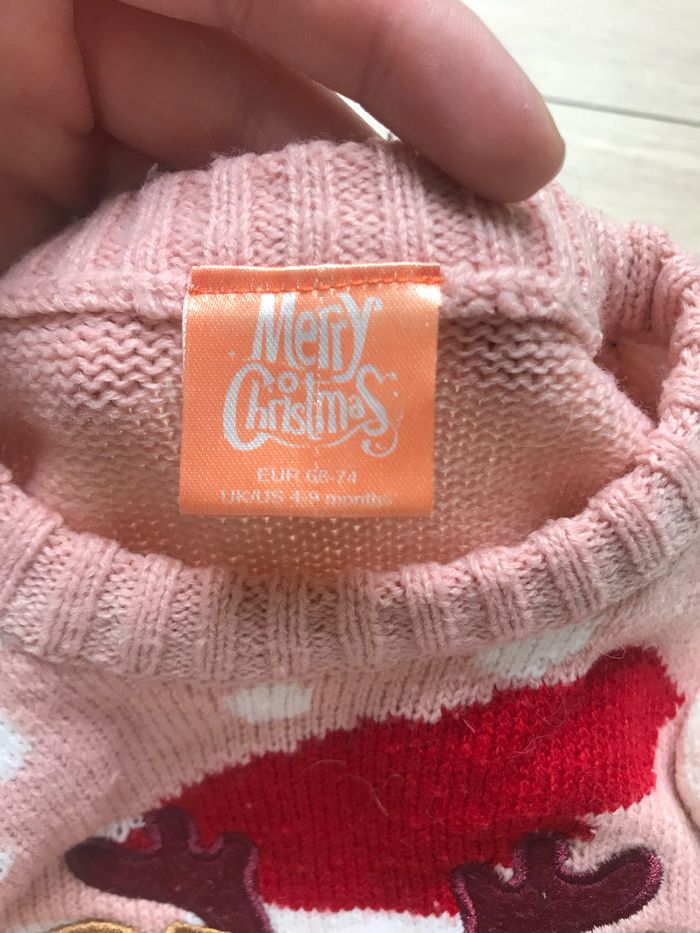 Merry
Christmas
EUR 68-74
UK/US 4-9 months